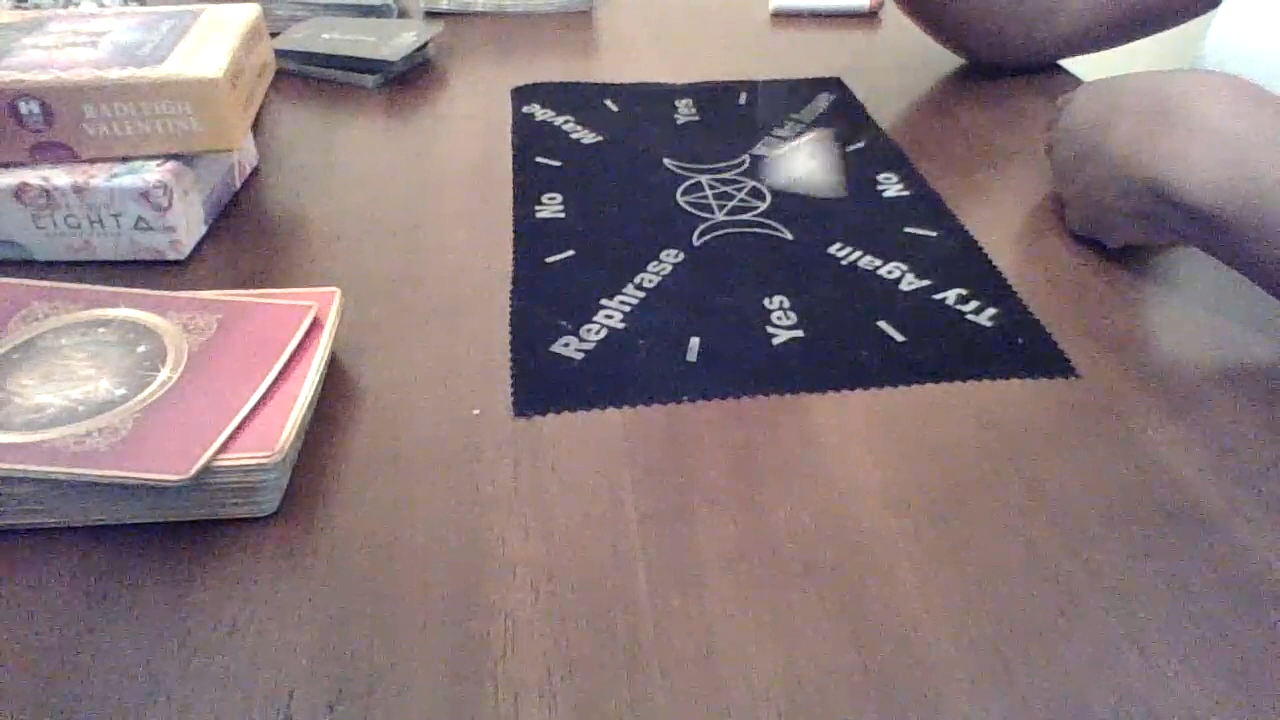 RADLEIGH
VALENTINE
LIGHT
Maybe
Yes
No
No
Rephrase
Yes
Try Again